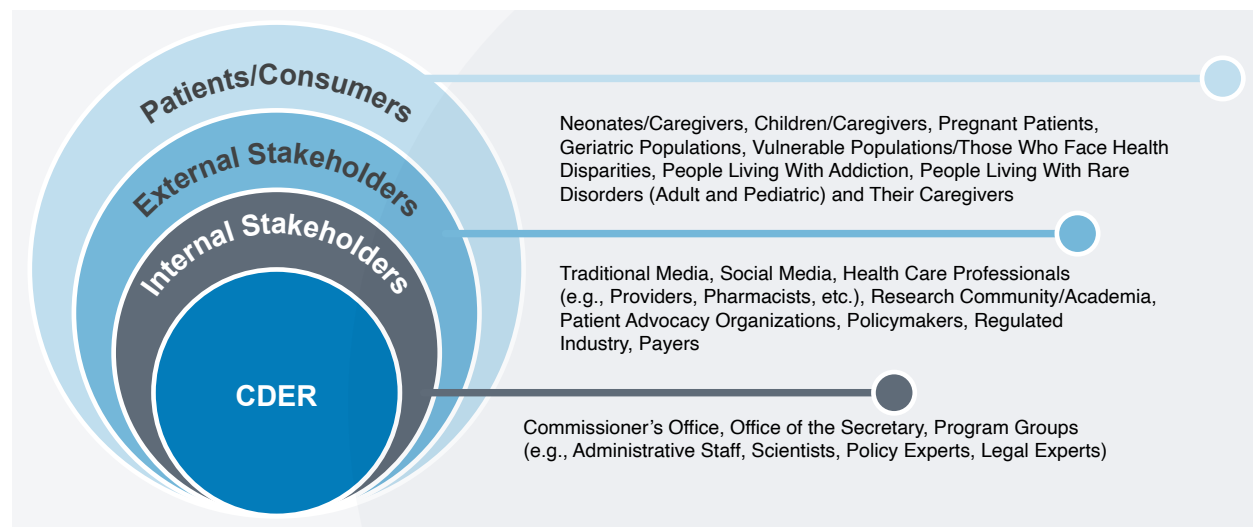 Patients/Consumers
Neonates/Caregivers, Children/Caregivers, Pregnant Patients,
Geriatric Populations, Vulnerable Populations/Those Who Face Health
Disparities, People Living With Addiction, People Living With Rare
Disorders (Adult and Pediatric) and Their Caregivers
External Stakeholders
Traditional Media, Social Media, Health Care Professionals
(e.g., Providers, Pharmacists, etc.), Research Community/Academia,
Patient Advocacy Organizations, Policymakers, Regulated
Industry, Payers
Internal Stakeholders
Commissioner’s Office, Office of the Secretary, Program Groups
(e.g., Administrative Staff, Scientists, Policy Experts, Legal Experts)
CDER